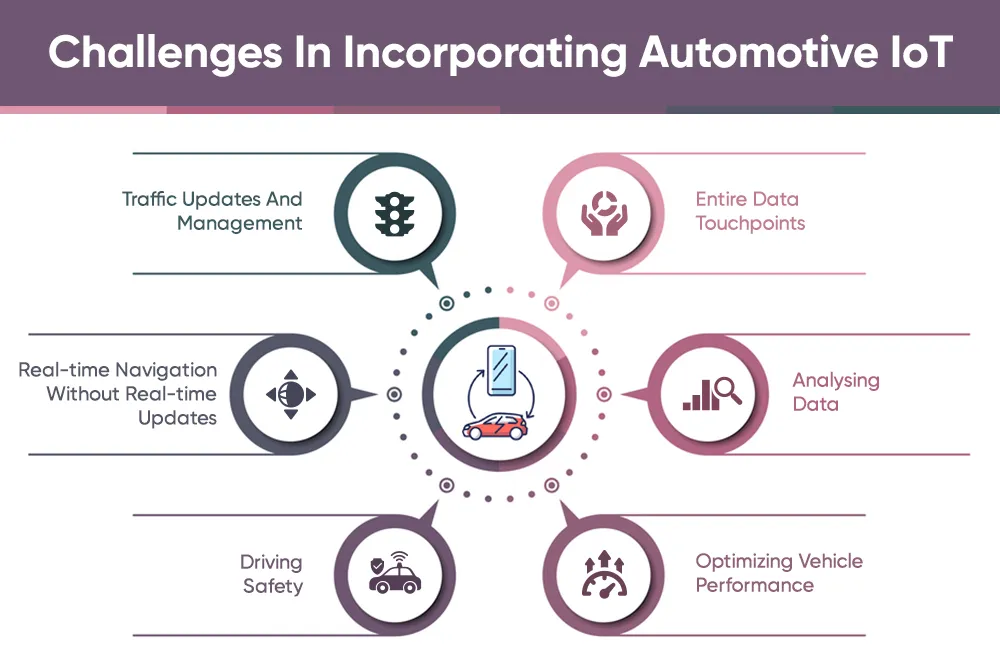 Challenges In Incorporating Automotive IoT
Traffic Updates And
Management
Entire Data
Touchpoints
Real-time Navigation
Without Real-time
Updates
Analysing
Data
Driving
Safety
Optimizing Vehicle
Performance